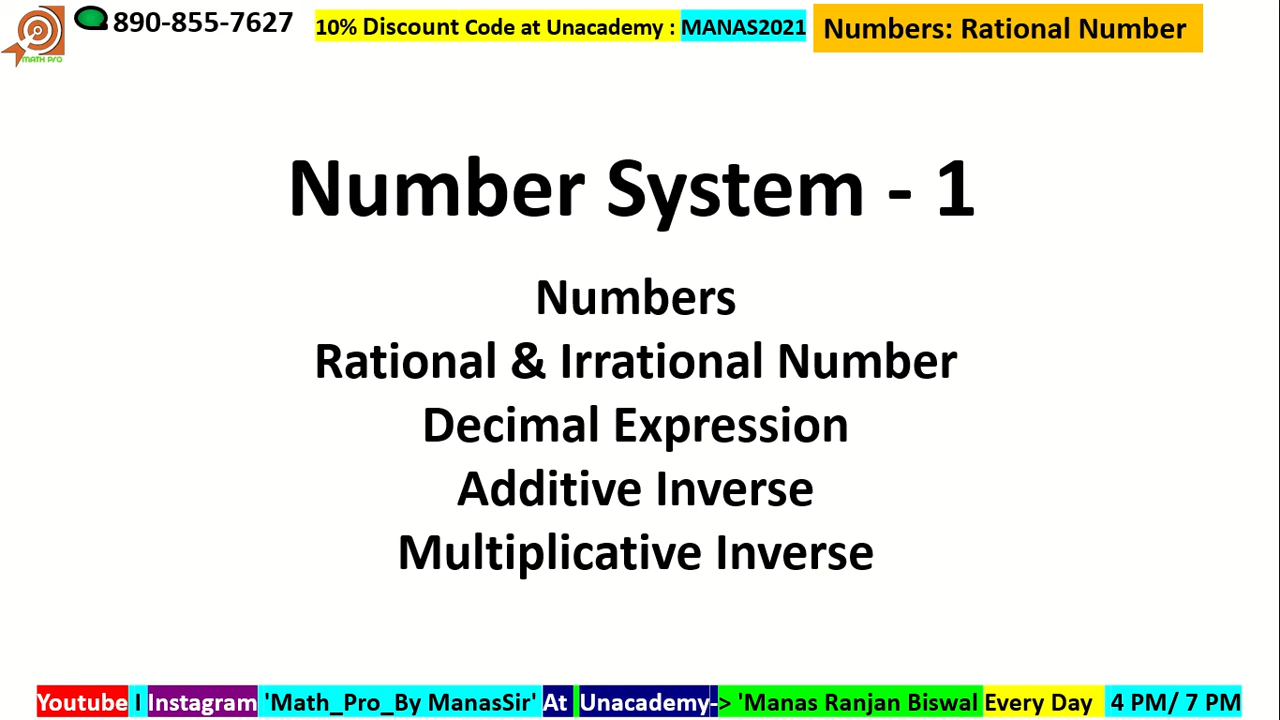 890-855-7627 10% Discount Code at Unacademy : MANAS2021 Numbers: Rational Number
MATH PRO
Number System - 1
Numbers
Rational & Irrational Number
Decimal Expression
Additive Inverse
Multiplicative Inverse
Youtube I Instagram 'Math_Pro_By ManasSir' At Unacademy-> 'Manas Ranjan Biswal Every Day 4 PM/ 7 PM